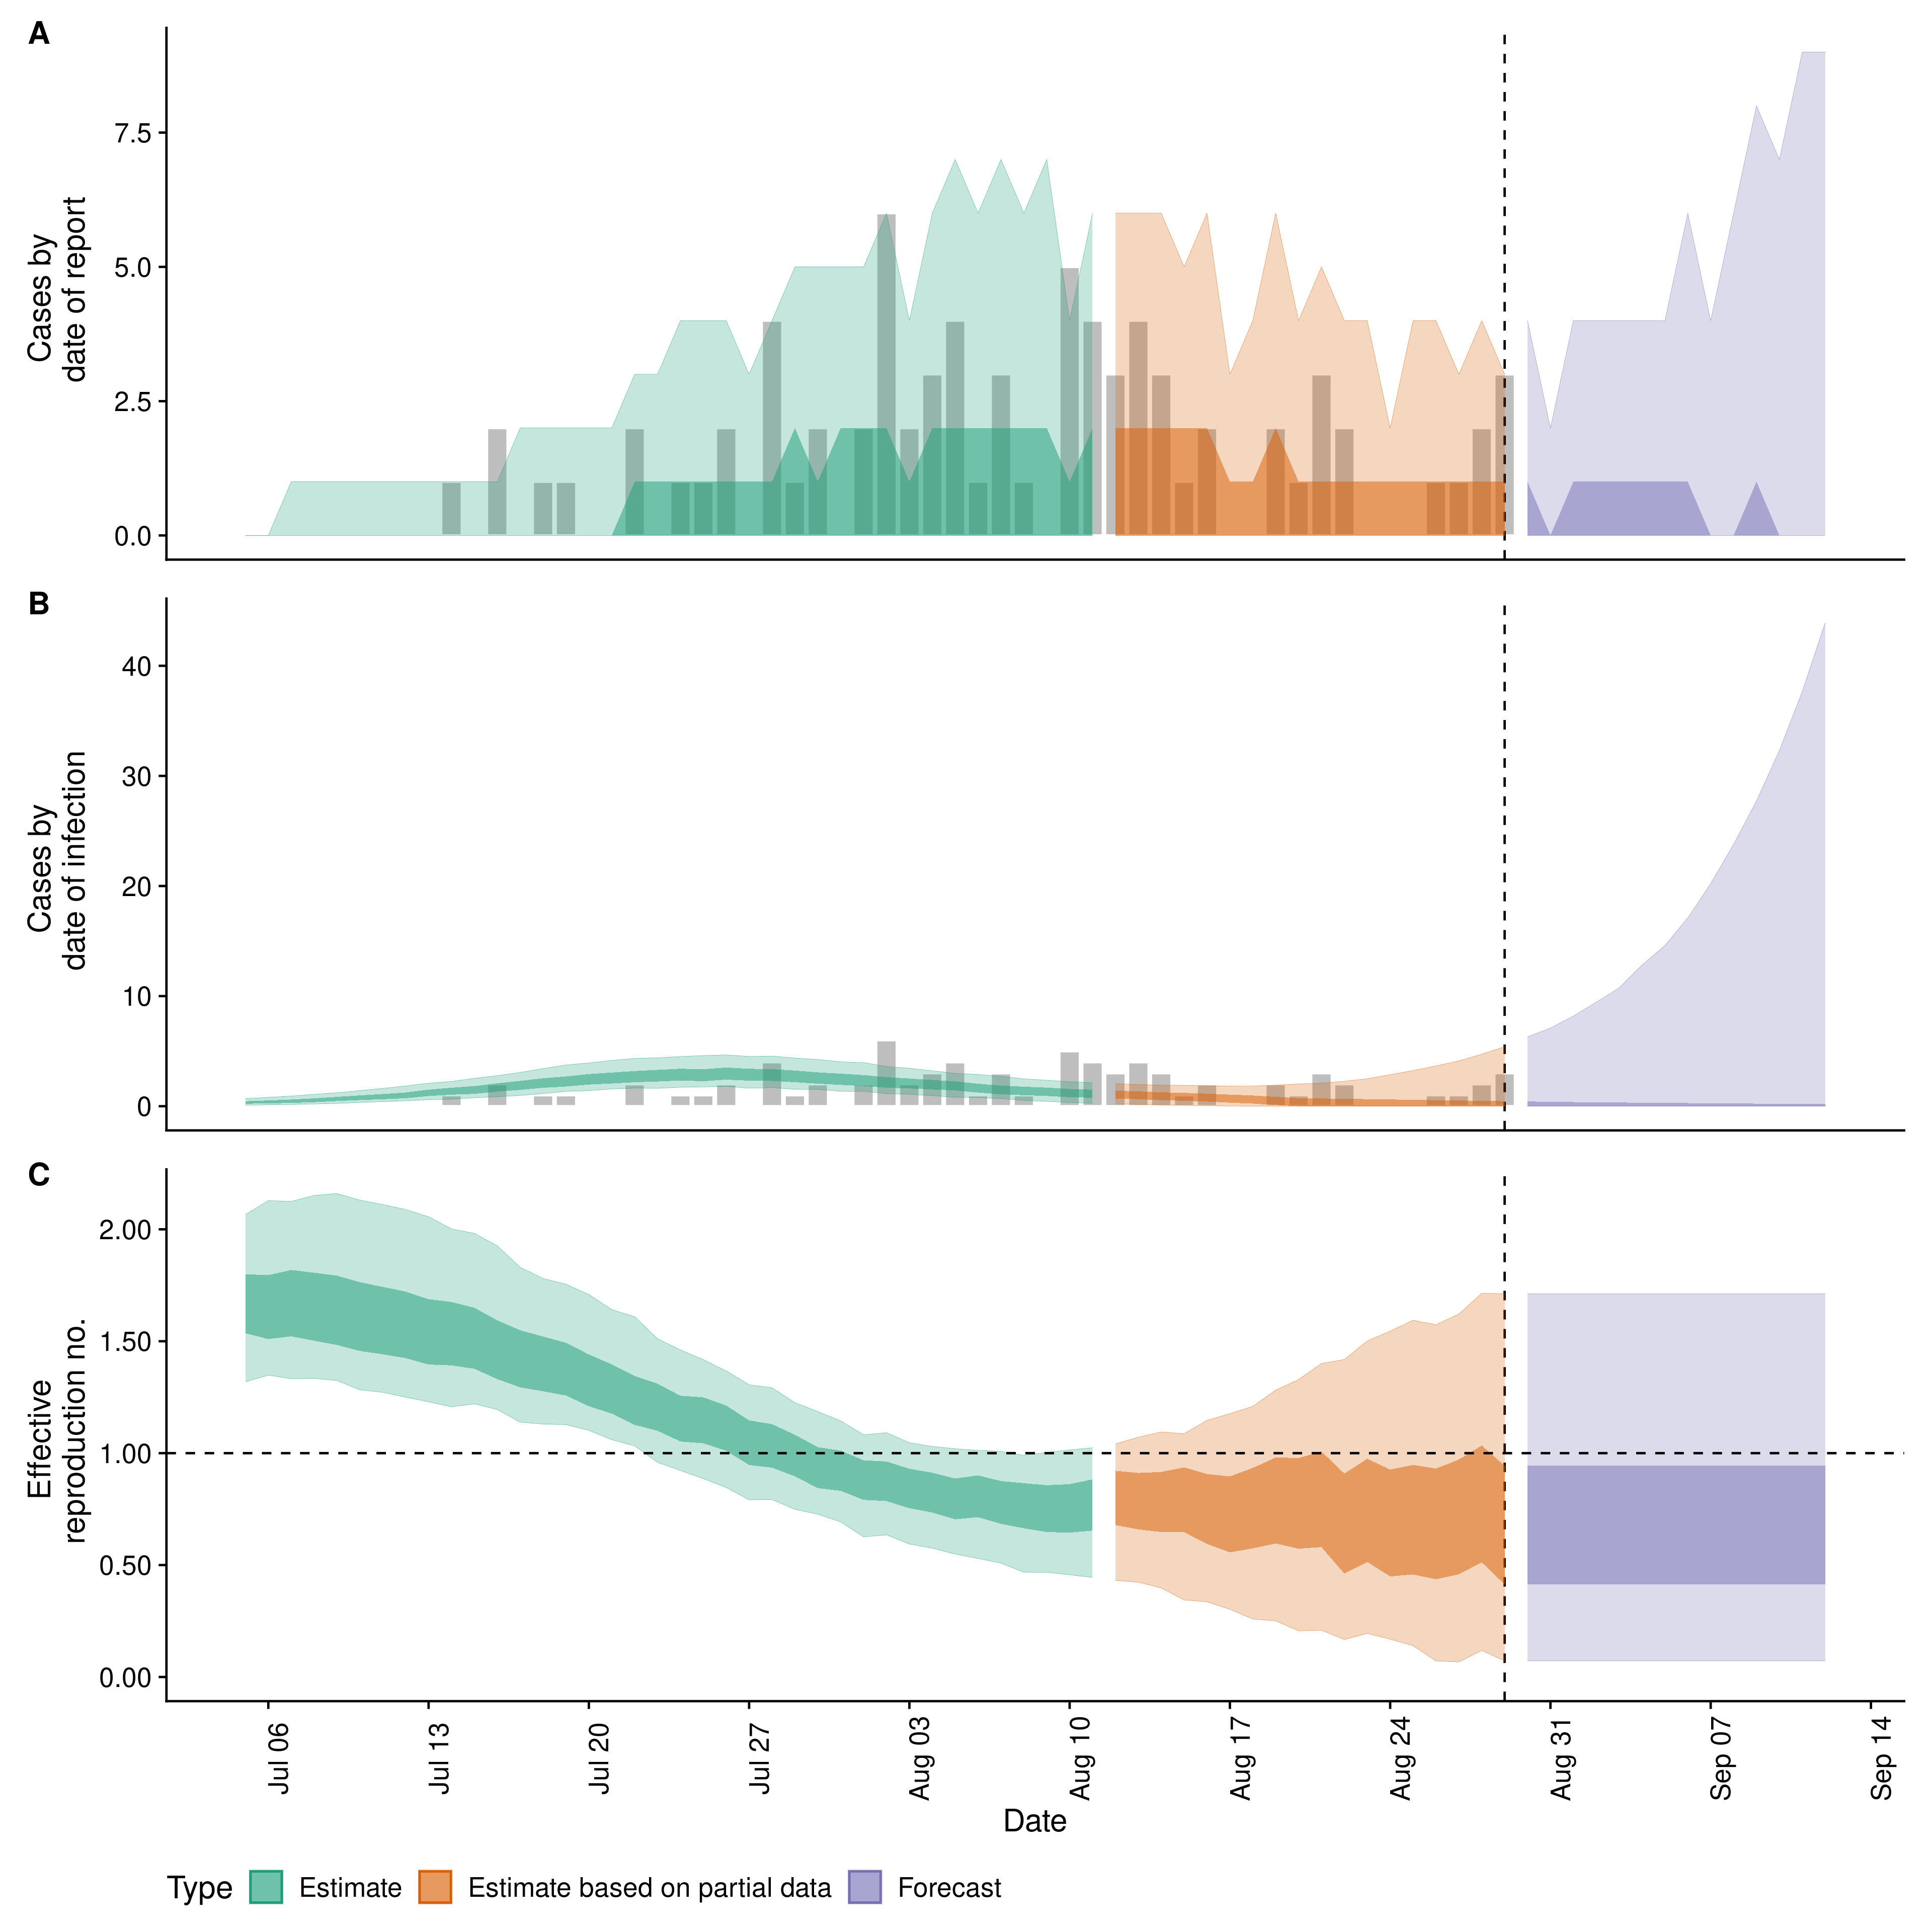 A
Cases by
date of report
7.5
5.0
2.5
0.0
B
Cases by
date of infection
40
30
20
10
0
C
Effective
reproduction no.
2.00
1.50
1.00
0.50
0.00
Jul 06
Jul 13
Jul 20
Jul 27
Aug 03
Aug 10
Aug 17
Aug 24
Aug 31
Sep 07
Sep 14
Date
Type Estimate Estimate based on partial data Forecast